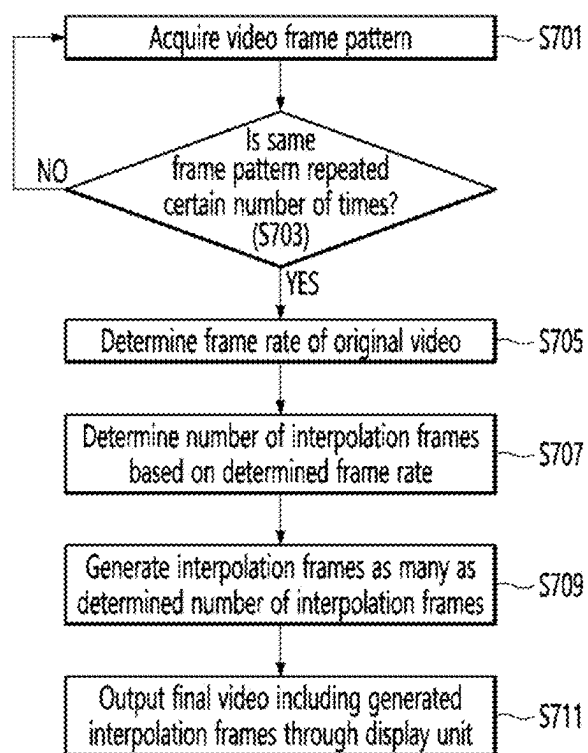 Acquire video frame pattern
S701
Is same
frame pattern repeated
certain number of times?
(S703)
NO
YES
Determine frame rate of original video
S705
Determine number of interpolation frames
based on determined frame rate
S707
Generate interpolation frames as many as
determined number of interpolation frames
S709
Output final video including generated
interpolation frames through display unit
S711